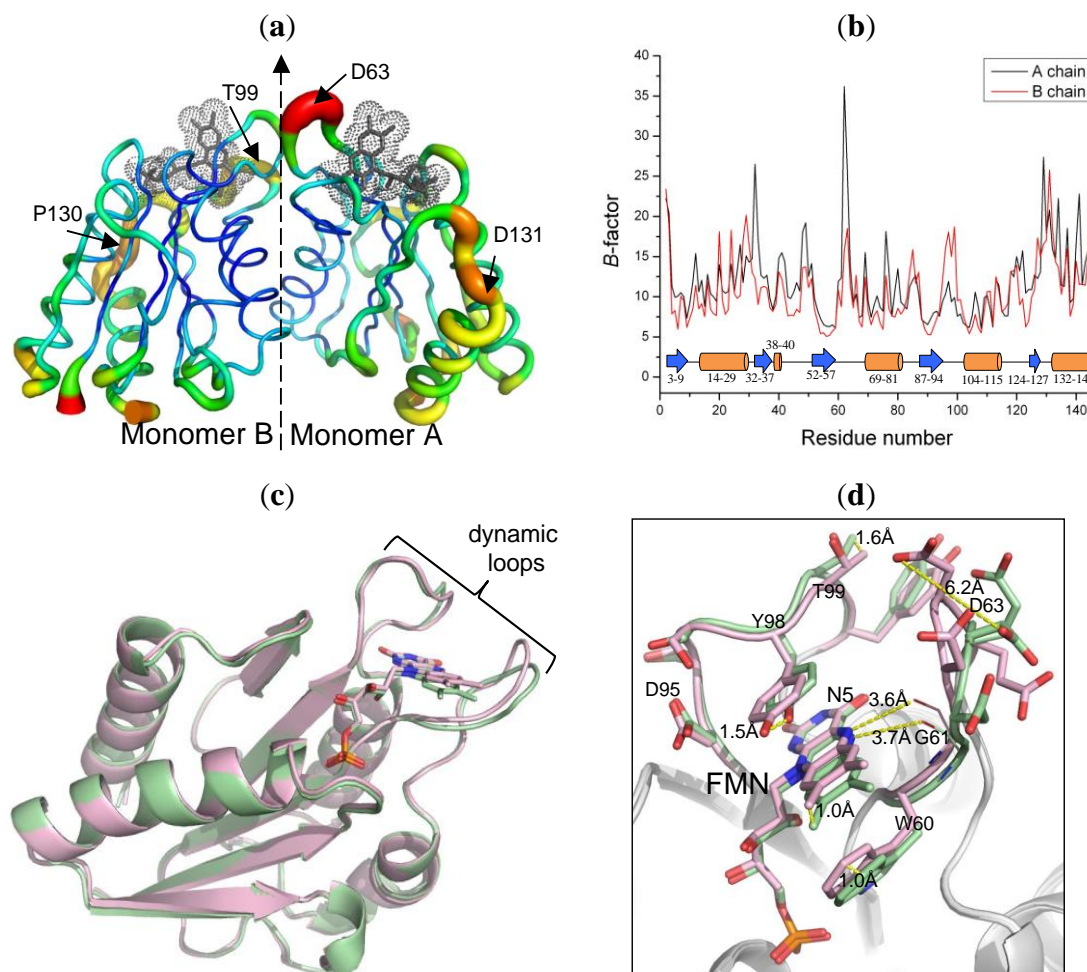 (a)
D63
T99
P130
D131
Monomer B
Monomer A
(b)
40
35
30
25
20
15
10
5
0
B-factor
A chain
B chain
38-40
3-9
14-29
32-37
52-57
69-81
87-94
104-115
124-127
132-14
0
20
40
60
80
100
120
140
Residue number
(c)
dynamic
loops
(d)
1.6Å
T99
6.2Å
D63
Y98
D95
N5
3.6Å
1.5Å
3.7Å
G61
FMN
1.0Å
W60
1.0Å